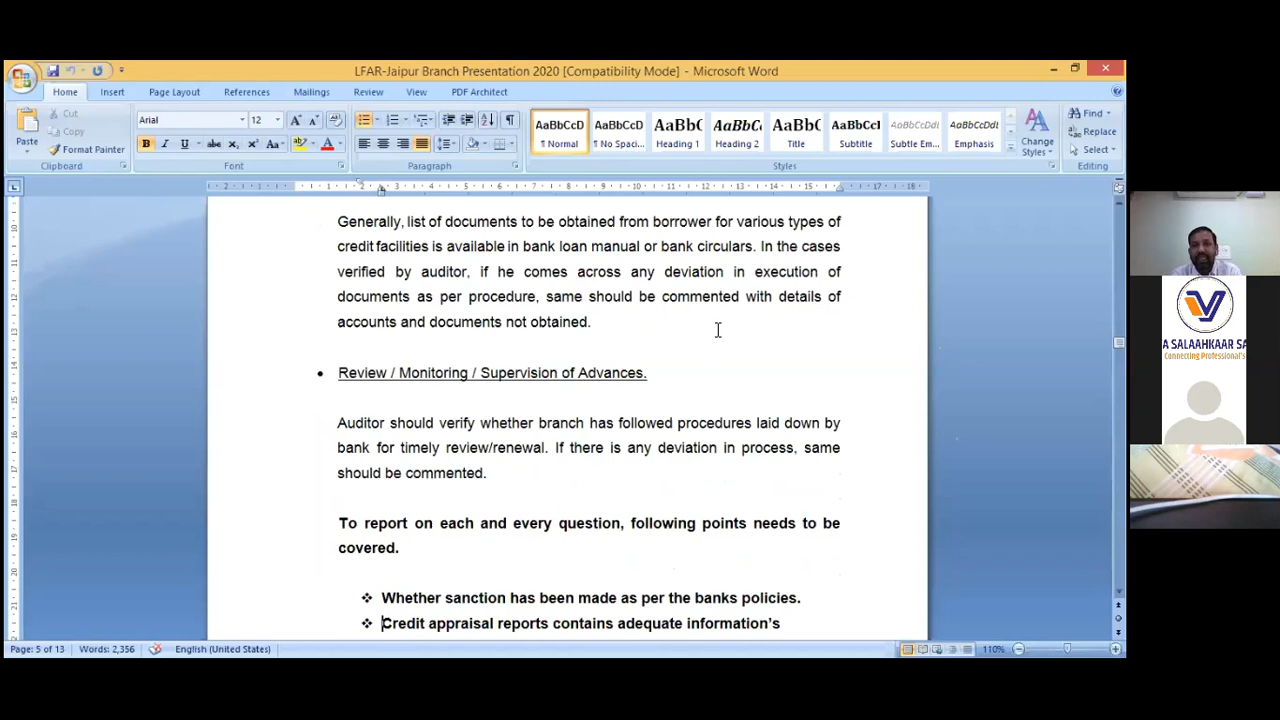 LFAR-Jaipur Branch Presentation 2020 [Compatibility Mode] - Microsoft Word
Home Insert Page Layout References Mailings Review View PDF Architect
Paste
Cut
Copy
Format Painter
Clipboard
Arial 12
Font
Paragraph
AaBbCcD AaBbCcD AaBbC AaBbC AaBbC AaBbCcI AaBbCcDd AaBbCcDd
¶ Normal ¶ No Spaci... Heading 1 Heading 2 Title Subtitle Subtle Em... Emphasis
Styles
Change
Styles
Find
Replace
Select
Editing
Generally, list of documents to be obtained from borrower for various types of
credit facilities is available in bank loan manual or bank circulars. In the cases
verified by auditor, if he comes across any deviation in execution of
documents as per procedure, same should be commented with details of
accounts and documents not obtained.
• Review / Monitoring / Supervision of Advances.
Auditor should verify whether branch has followed procedures laid down by
bank for timely review/renewal. If there is any deviation in process, same
should be commented.
To report on each and every question, following points needs to be
covered.
❖ Whether sanction has been made as per the banks policies.
❖ Credit appraisal reports contains adequate information's
A SALAAHKAAR SA
Connecting Professional's
Page: 5 of 13 Words: 2,356 English (United States) 110%